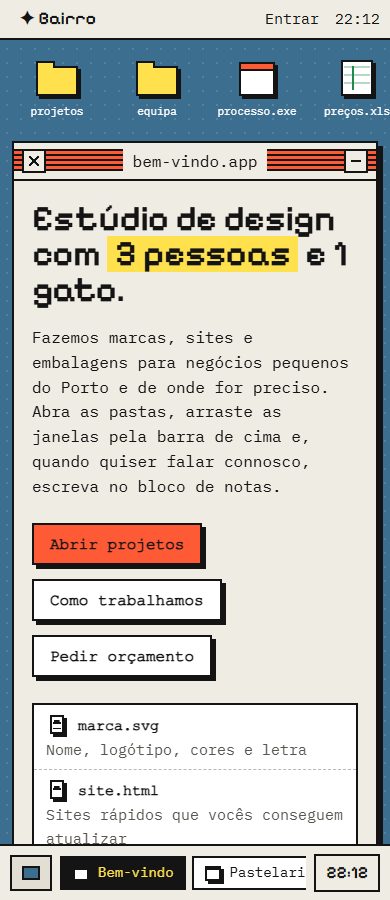 ✦ Bairro Entrar 22:12
projetos equipa processo.exe preços.xls
bem-vindo.app
Estúdio de design
com 3 pessoas e 1
gato.
Fazemos marcas, sites e
embalagens para negócios pequenos
do Porto e de onde for preciso.
Abra as pastas, arraste as
janelas pela barra de cima e,
quando quiser falar connosco,
escreva no bloco de notas.
Abrir projetos
Como trabalhamos
Pedir orçamento
marca.svg
Nome, logótipo, cores e letra
site.html
Sites rápidos que vocês conseguem
atualizar
Bem-vindo Pastelari 22:12